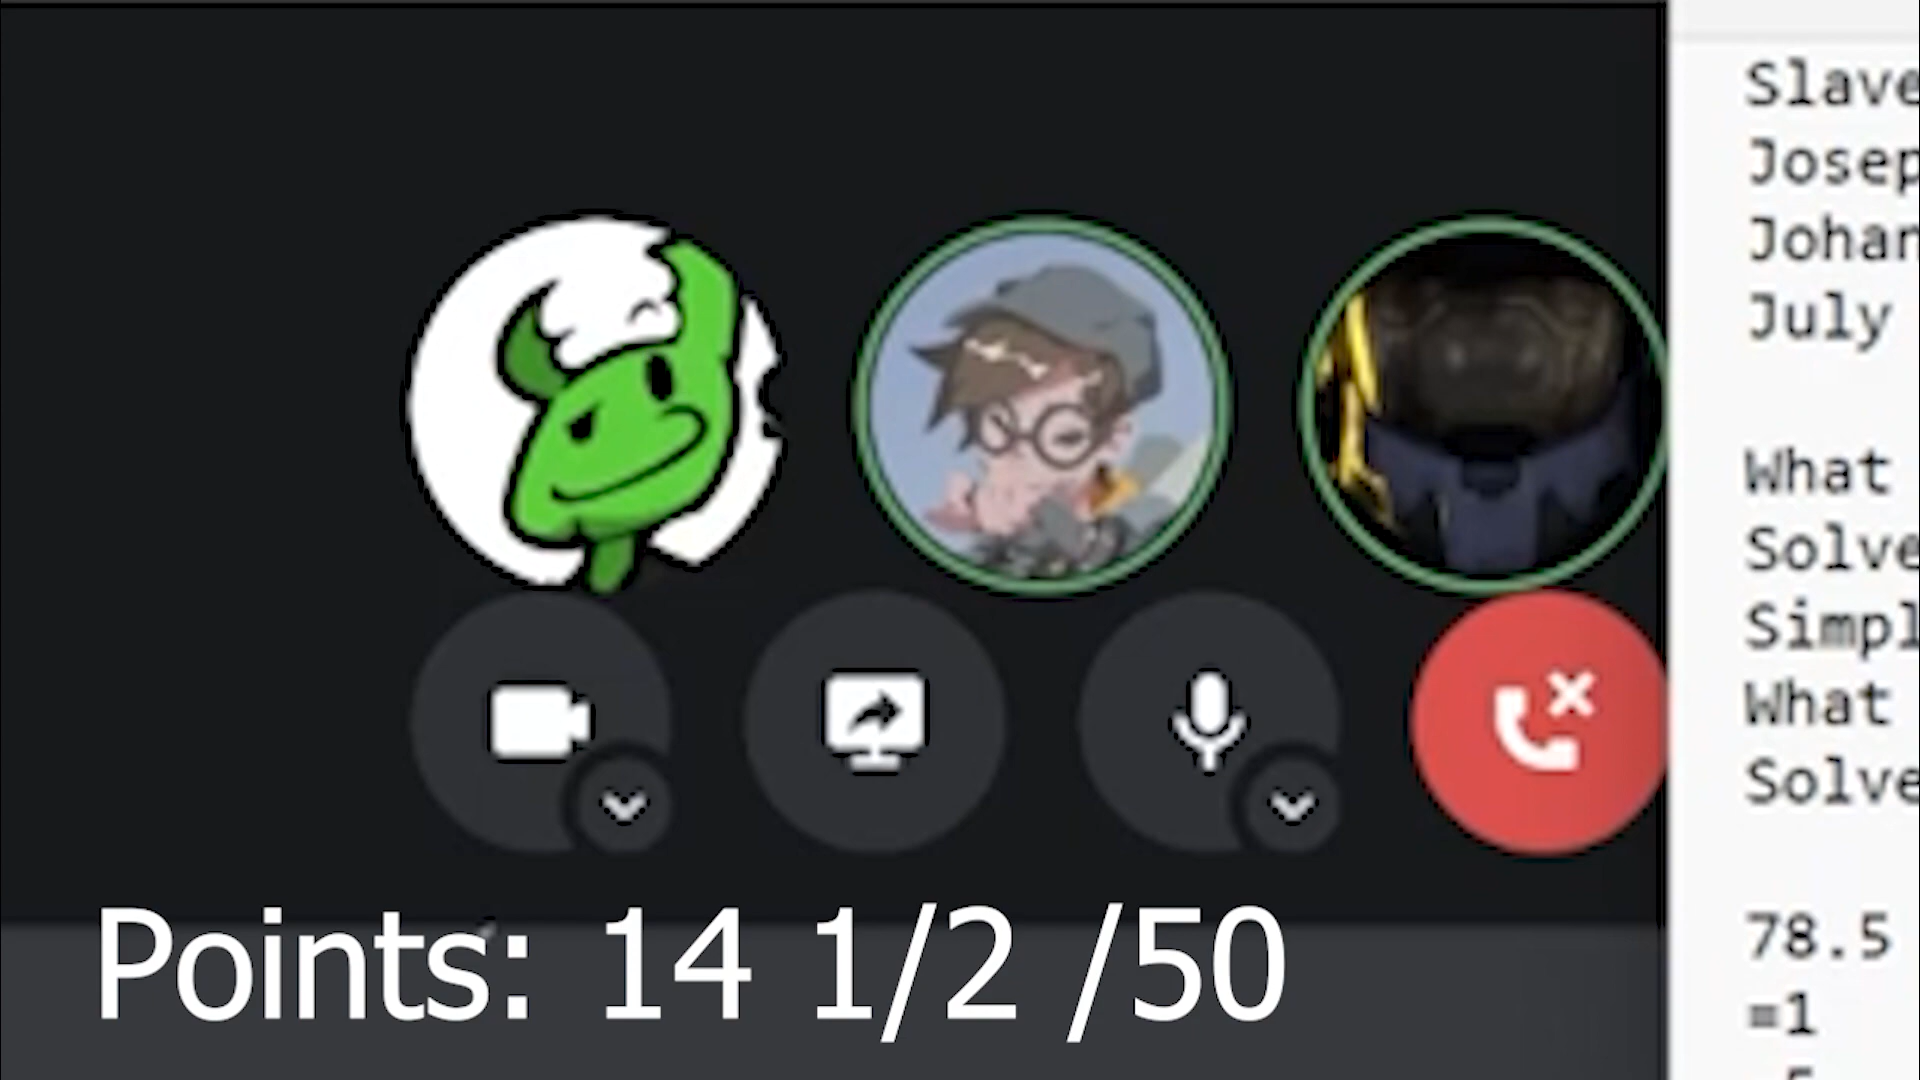 Slave
Josep
Johan
July
What
Solve
Simpl
What
Solve
78.5
=1
Points: 14 1/2 /50